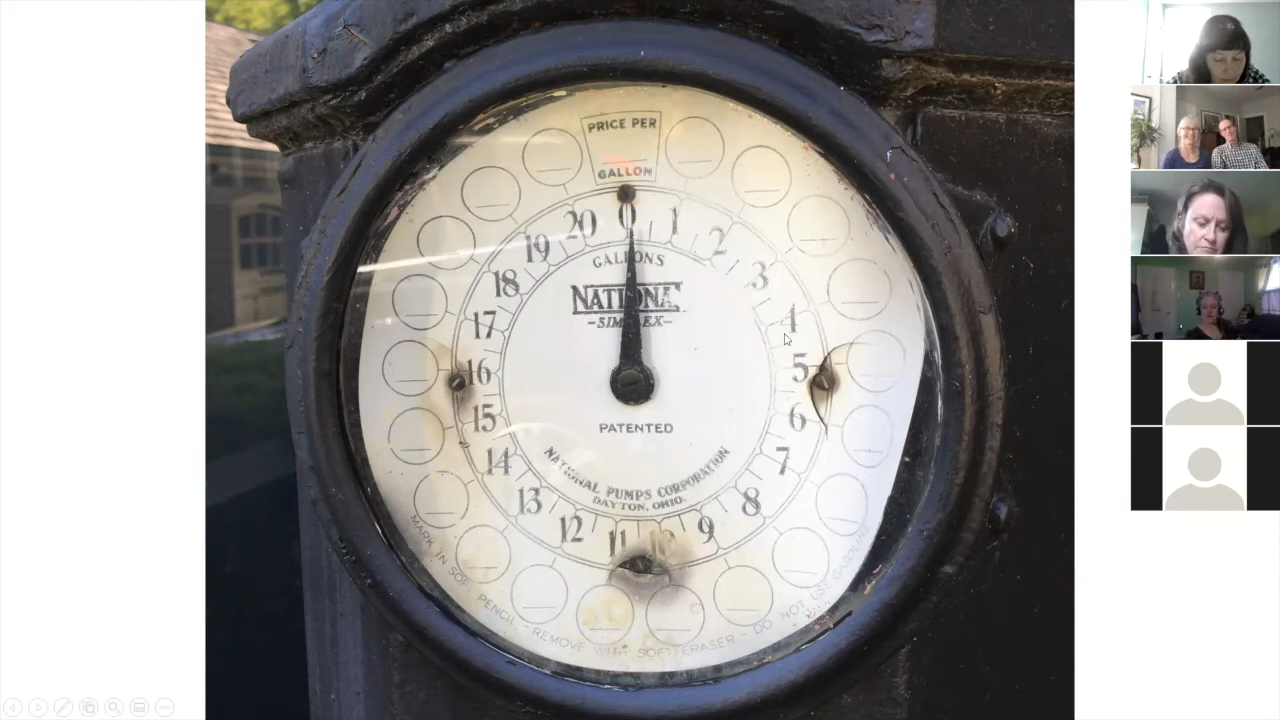 PRICE PER
GALLON
0
1
2
3
4
5
6
7
8
9
10
11
12
13
14
15
16
17
18
19
20
GALLONS
NATIONAL
-SIMPLEX-
PATENTED
NATIONAL PUMPS CORPORATION
DAYTON, OHIO.
MARK IN SOFT PENCIL - REMOVE WITH SOFT ERASER - DO NOT USE GASOLINE